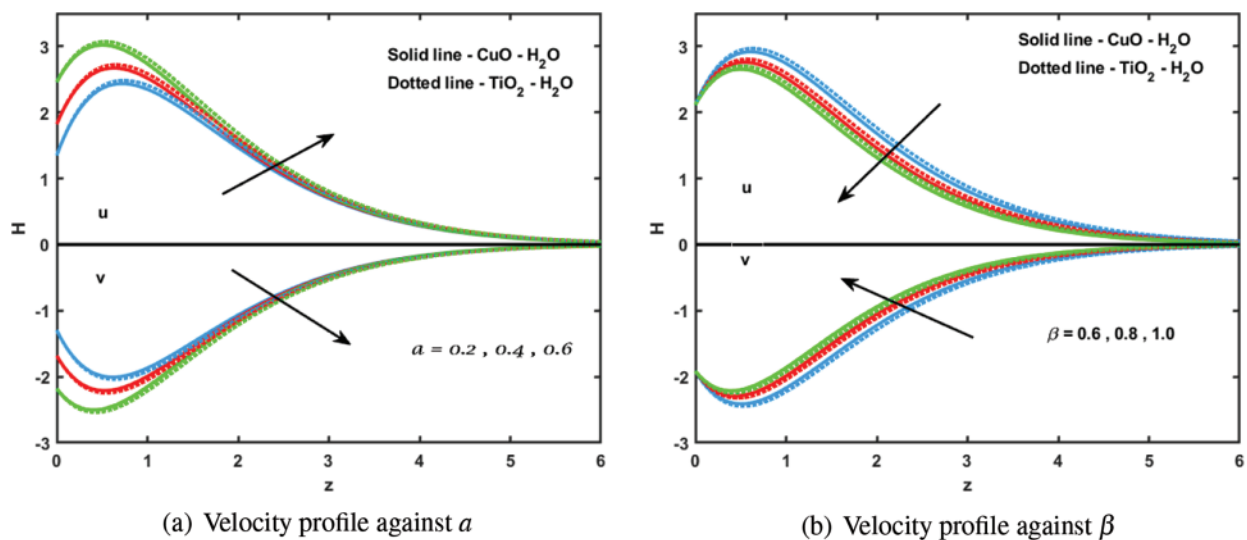 Solid line - CuO - H2O
Dotted line - TiO2 - H2O
3
2
1
0
-1
-2
-3
H
u
v
a = 0.2 , 0.4 , 0.6
0 1 2 3 4 5 6
z
(a) Velocity profile against a
Solid line - CuO - H2O
Dotted line - TiO2 - H2O
3
2
1
0
-1
-2
-3
H
u
v
β = 0.6 , 0.8 , 1.0
0 1 2 3 4 5 6
z
(b) Velocity profile against β